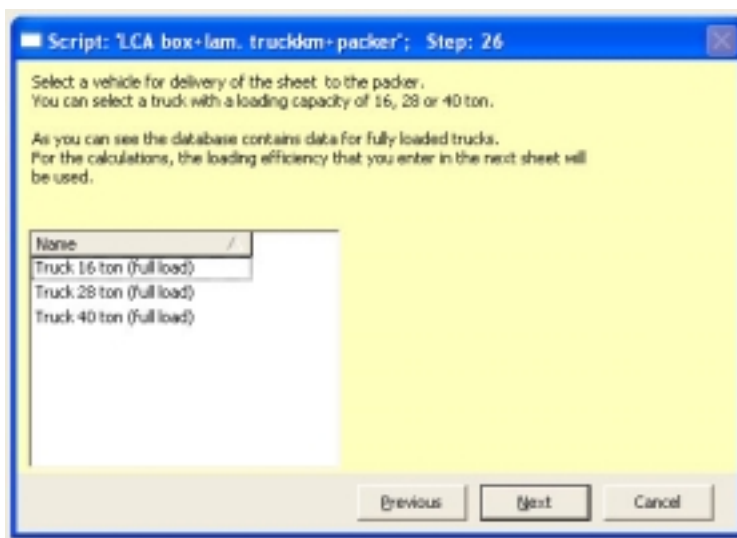 Script: 'LCA box+lam. truckkm+packer'; Step: 26
Select a vehicle for delivery of the sheet to the packer.
You can select a truck with a loading capacity of 16, 28 or 40 ton.
As you can see the database contains data for fully loaded trucks.
For the calculations, the loading efficiency that you enter in the next sheet will
be used.
Name /
Truck 16 ton (full load)
Truck 28 ton (full load)
Truck 40 ton (full load)
Previous Next Cancel